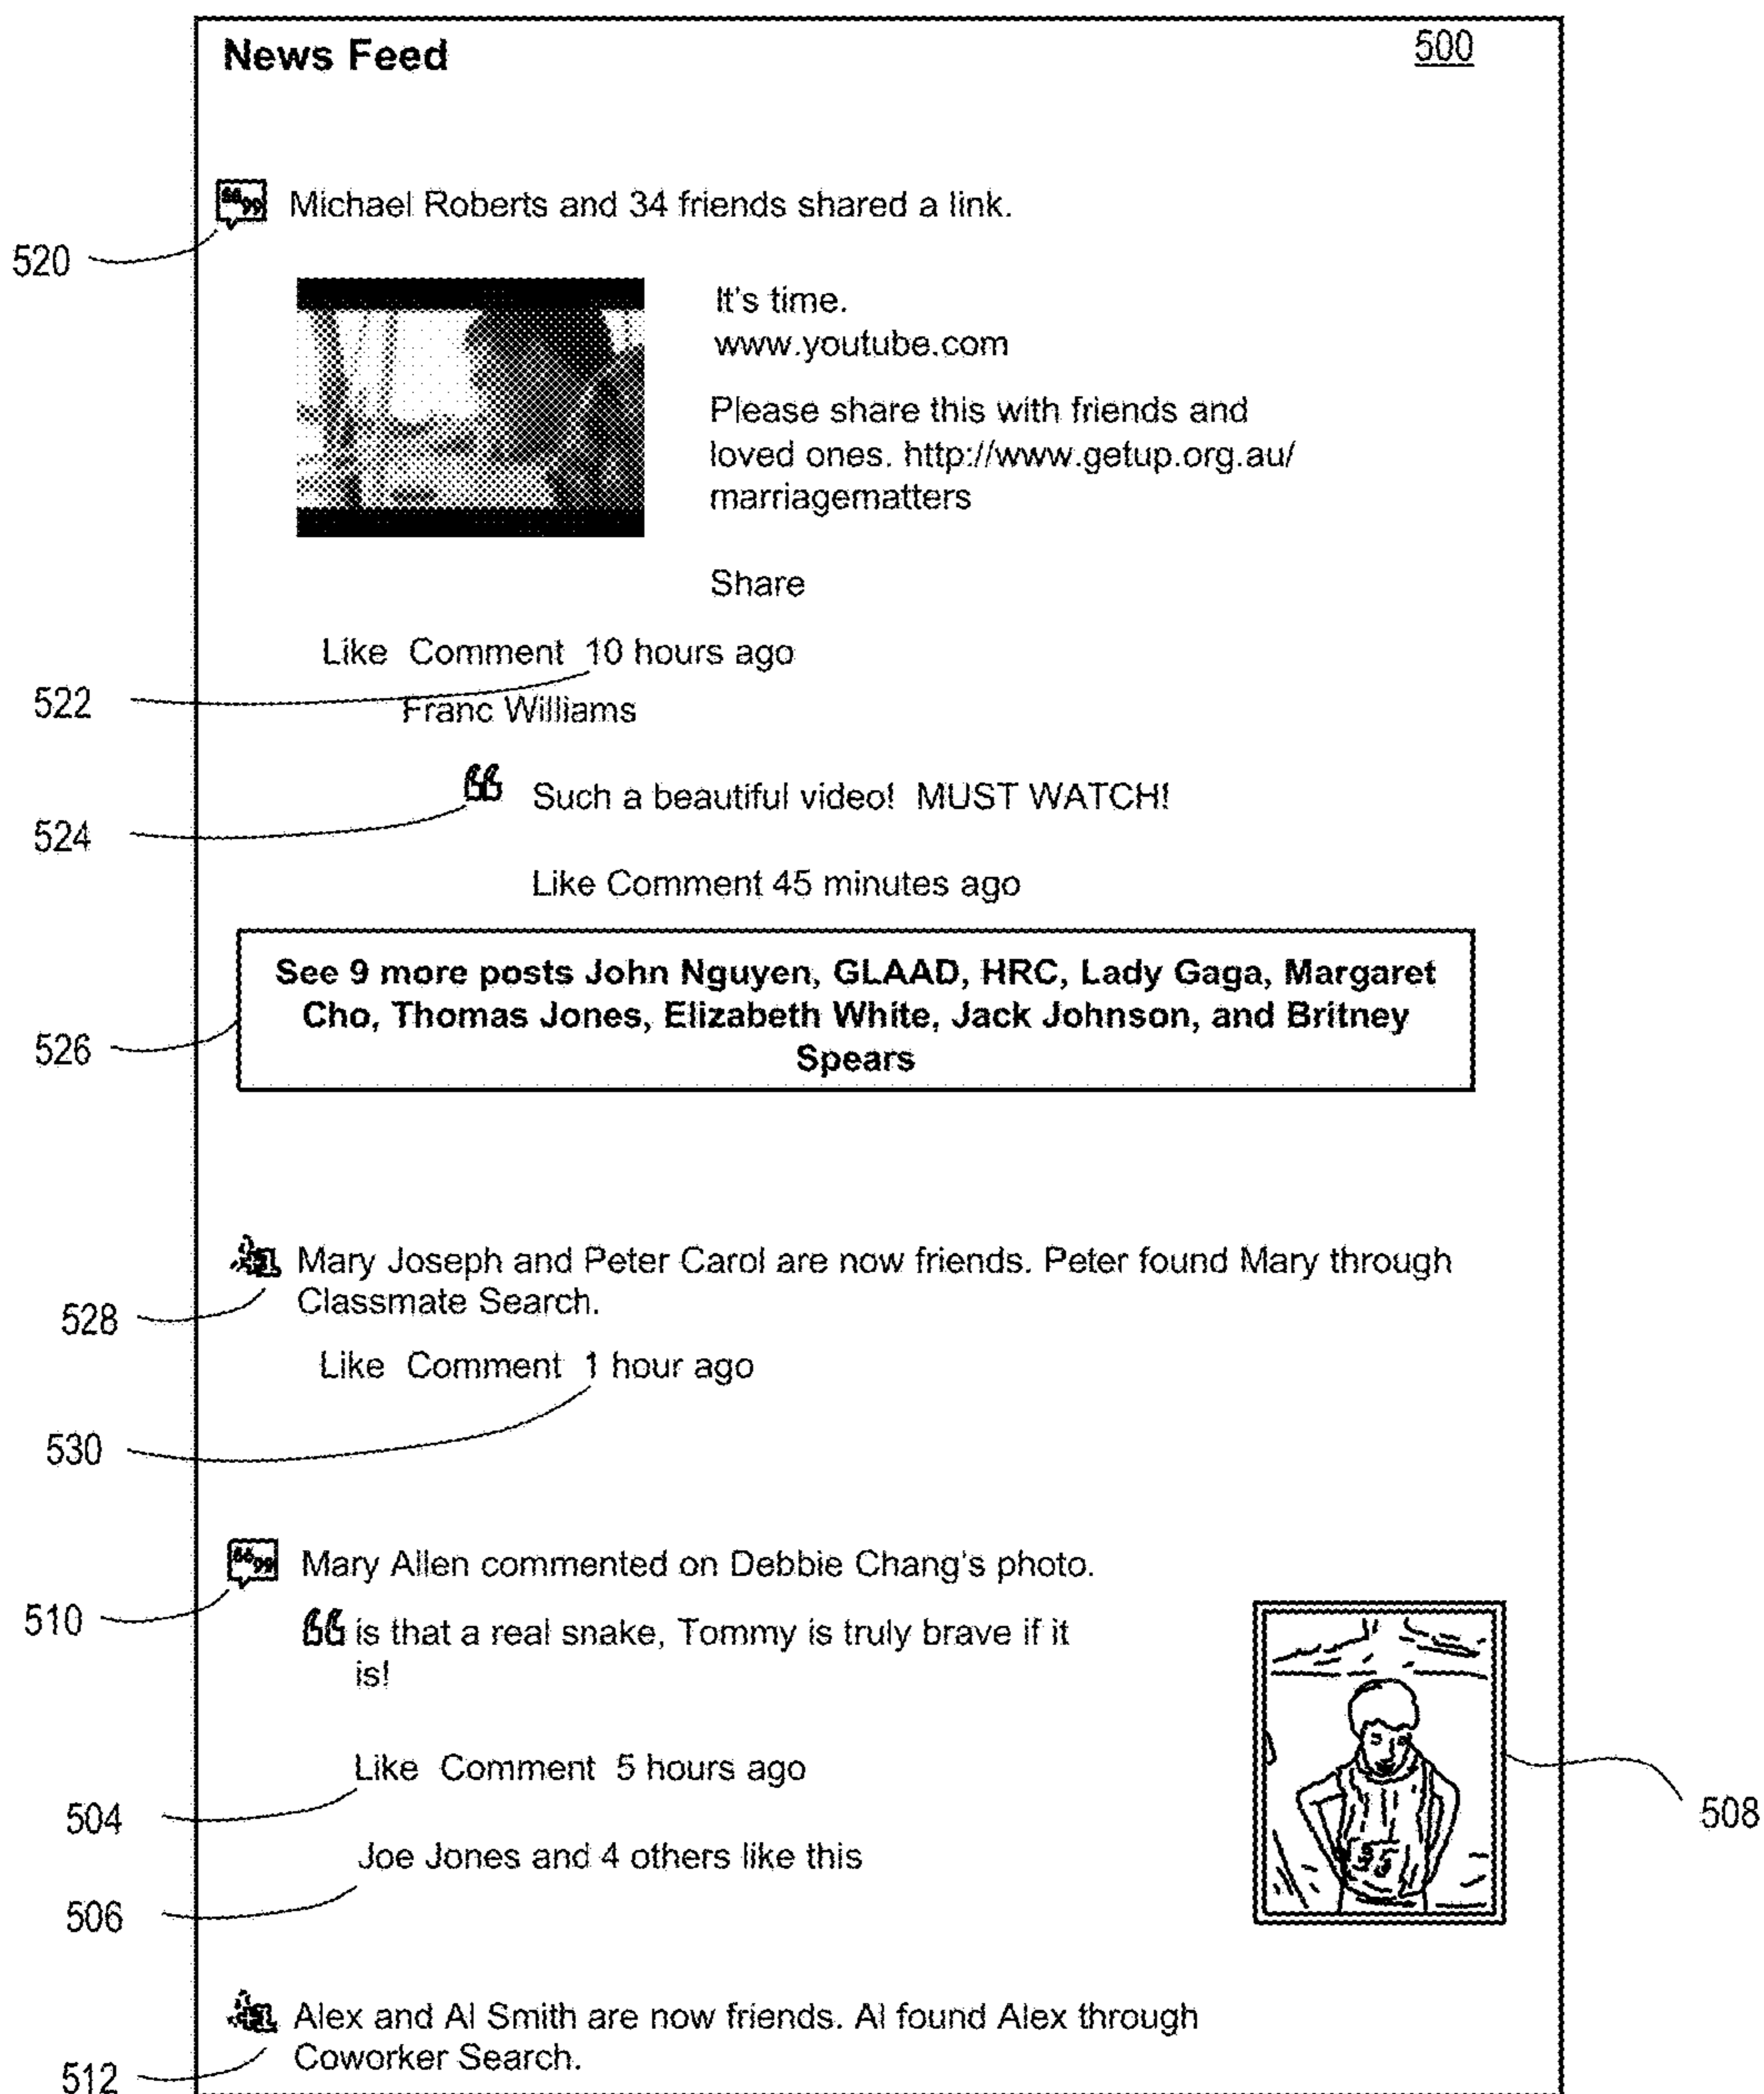 News Feed
500
Michael Roberts and 34 friends shared a link.
520
It's time.
www.youtube.com
Please share this with friends and
loved ones. http://www.getup.org.au/
marriagematters
Share
Like Comment 10 hours ago
522
Franc Williams
Such a beautiful video! MUST WATCH!
524
Like Comment 45 minutes ago
See 9 more posts John Nguyen, GLAAD, HRC, Lady Gaga, Margaret
Cho, Thomas Jones, Elizabeth White, Jack Johnson, and Britney
Spears
526
Mary Joseph and Peter Carol are now friends. Peter found Mary through
Classmate Search.
528
Like Comment 1 hour ago
530
Mary Allen commented on Debbie Chang's photo.
510
is that a real snake, Tommy is truly brave if it
is!
Like Comment 5 hours ago
504
508
Joe Jones and 4 others like this
506
Alex and Al Smith are now friends. Al found Alex through
Coworker Search.
512